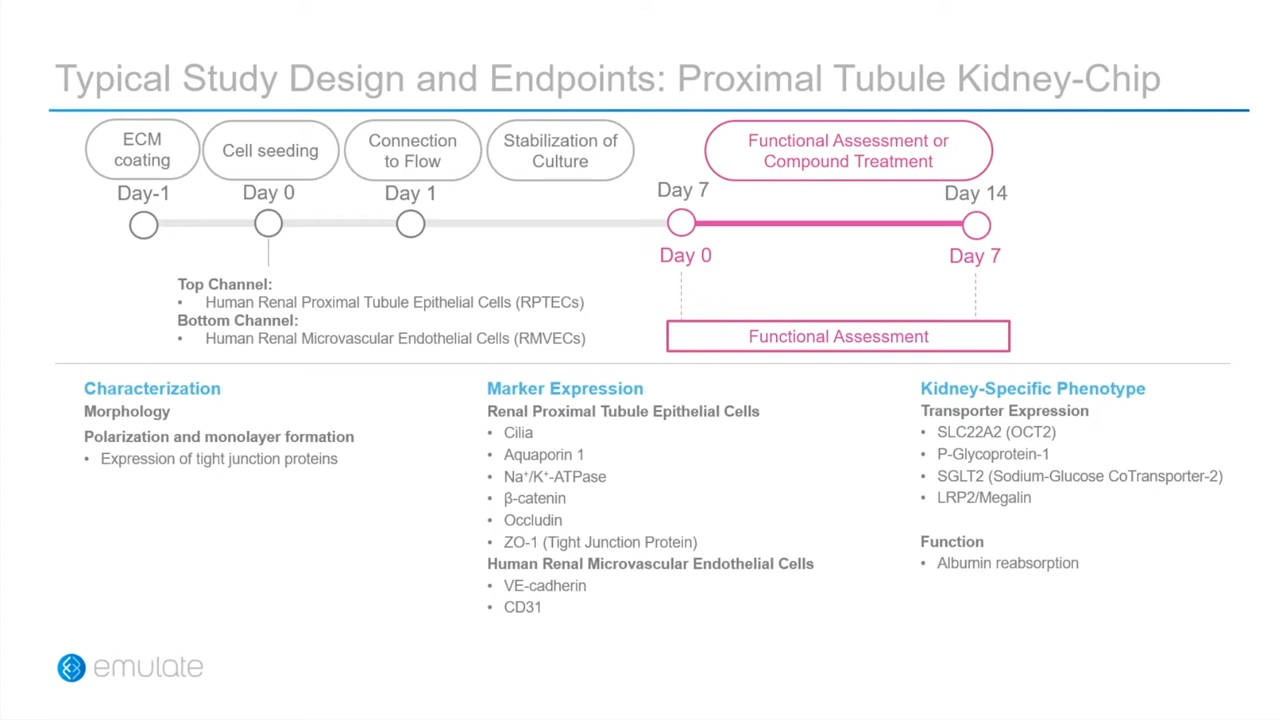 Typical Study Design and Endpoints: Proximal Tubule Kidney-Chip
ECM
coating
Cell seeding
Connection
to Flow
Stabilization of
Culture
Functional Assessment or
Compound Treatment
Day-1
Day 0
Day 1
Day 7
Day 14
Day 0
Day 7
Top Channel:
• Human Renal Proximal Tubule Epithelial Cells (RPTECs)
Bottom Channel:
• Human Renal Microvascular Endothelial Cells (RMVECs)
Functional Assessment
Characterization
Morphology
Polarization and monolayer formation
• Expression of tight junction proteins
Marker Expression
Renal Proximal Tubule Epithelial Cells
• Cilia
• Aquaporin 1
• Na⁺/K⁺-ATPase
• β-catenin
• Occludin
• ZO-1 (Tight Junction Protein)
Human Renal Microvascular Endothelial Cells
• VE-cadherin
• CD31
Kidney-Specific Phenotype
Transporter Expression
• SLC22A2 (OCT2)
• P-Glycoprotein-1
• SGLT2 (Sodium-Glucose CoTransporter-2)
• LRP2/Megalin
Function
• Albumin reabsorption
emulate